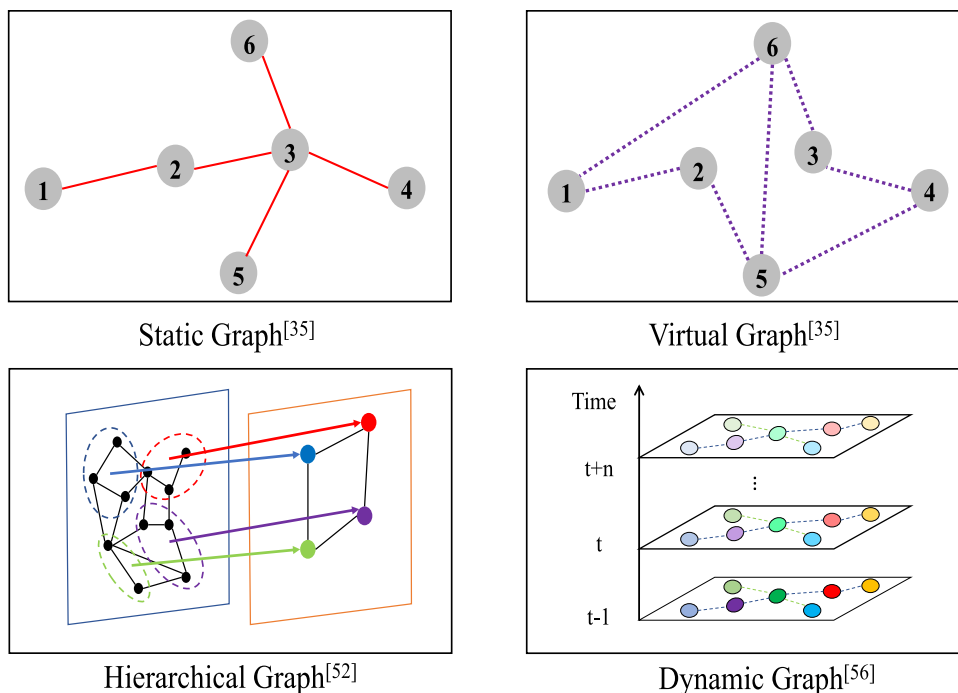 6
3
2
1
4
5
Static Graph[35]
6
3
2
1
4
5
Virtual Graph[35]
Hierarchical Graph[52]
Time
t+n
...
t
t-1
Dynamic Graph[56]